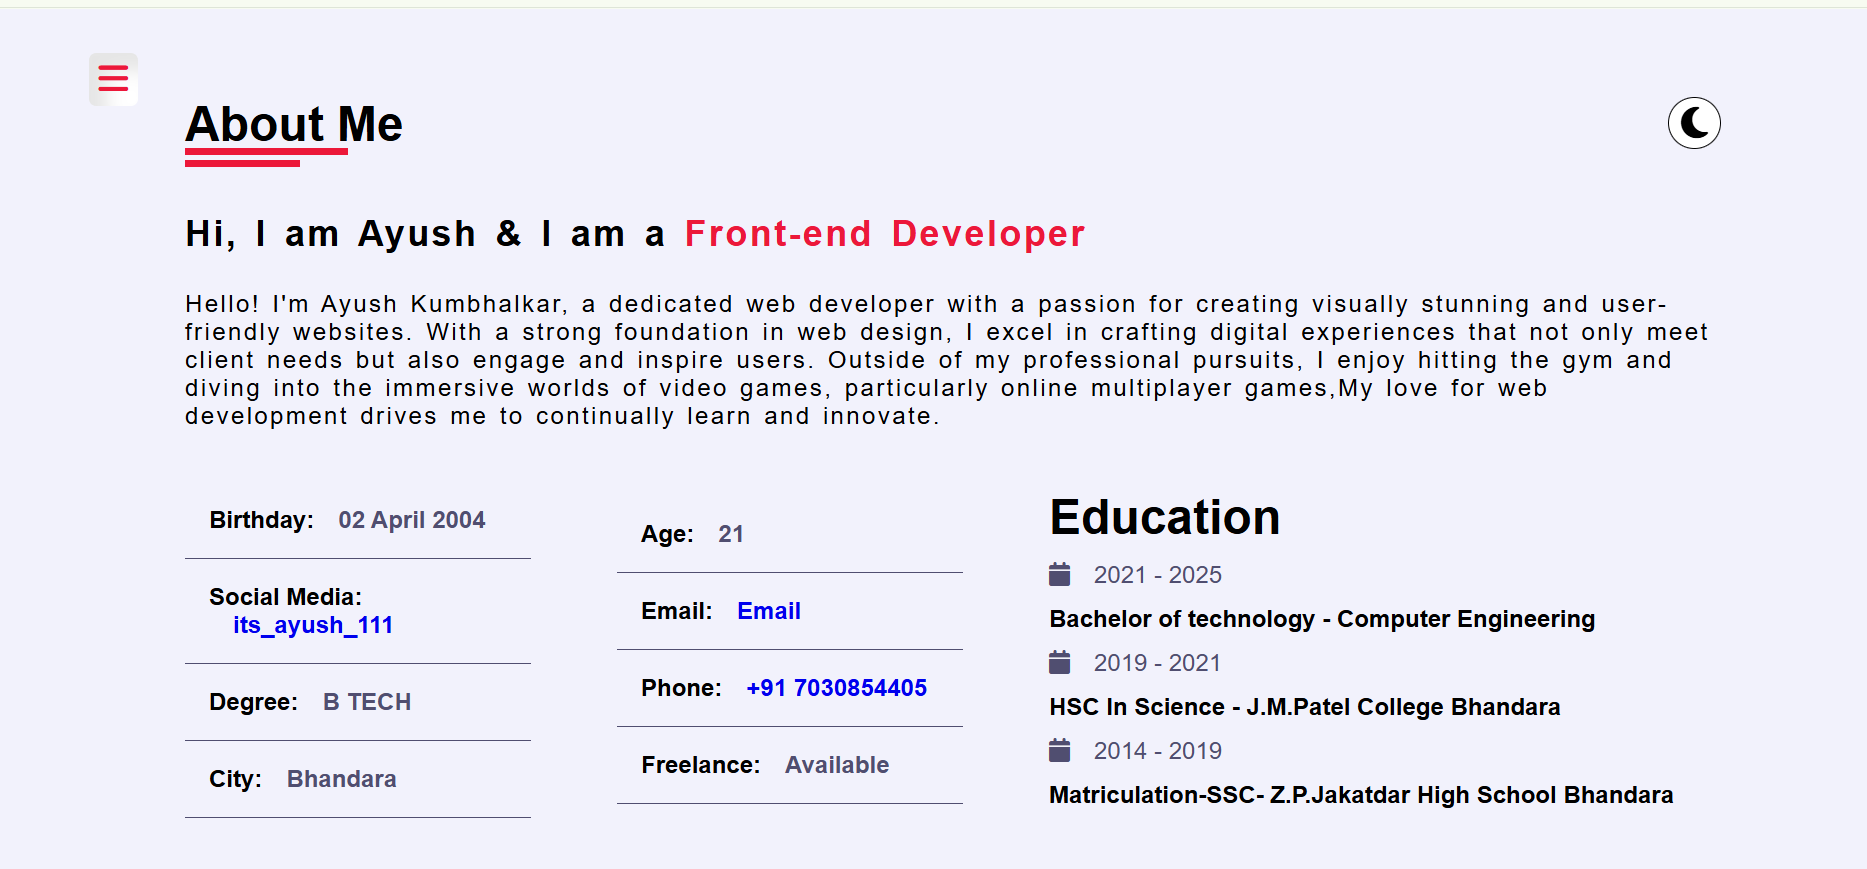 About Me
Hi, I am Ayush & I am a Front-end Developer
Hello! I'm Ayush Kumbhalkar, a dedicated web developer with a passion for creating visually stunning and user-
friendly websites. With a strong foundation in web design, I excel in crafting digital experiences that not only meet
client needs but also engage and inspire users. Outside of my professional pursuits, I enjoy hitting the gym and
diving into the immersive worlds of video games, particularly online multiplayer games,My love for web
development drives me to continually learn and innovate.
Birthday: 02 April 2004
Social Media:
its_ayush_111
Degree: B TECH
City: Bhandara
Age: 21
Email: Email
Phone: +91 7030854405
Freelance: Available
Education
2021 - 2025
Bachelor of technology - Computer Engineering
2019 - 2021
HSC In Science - J.M.Patel College Bhandara
2014 - 2019
Matriculation-SSC- Z.P.Jakatdar High School Bhandara